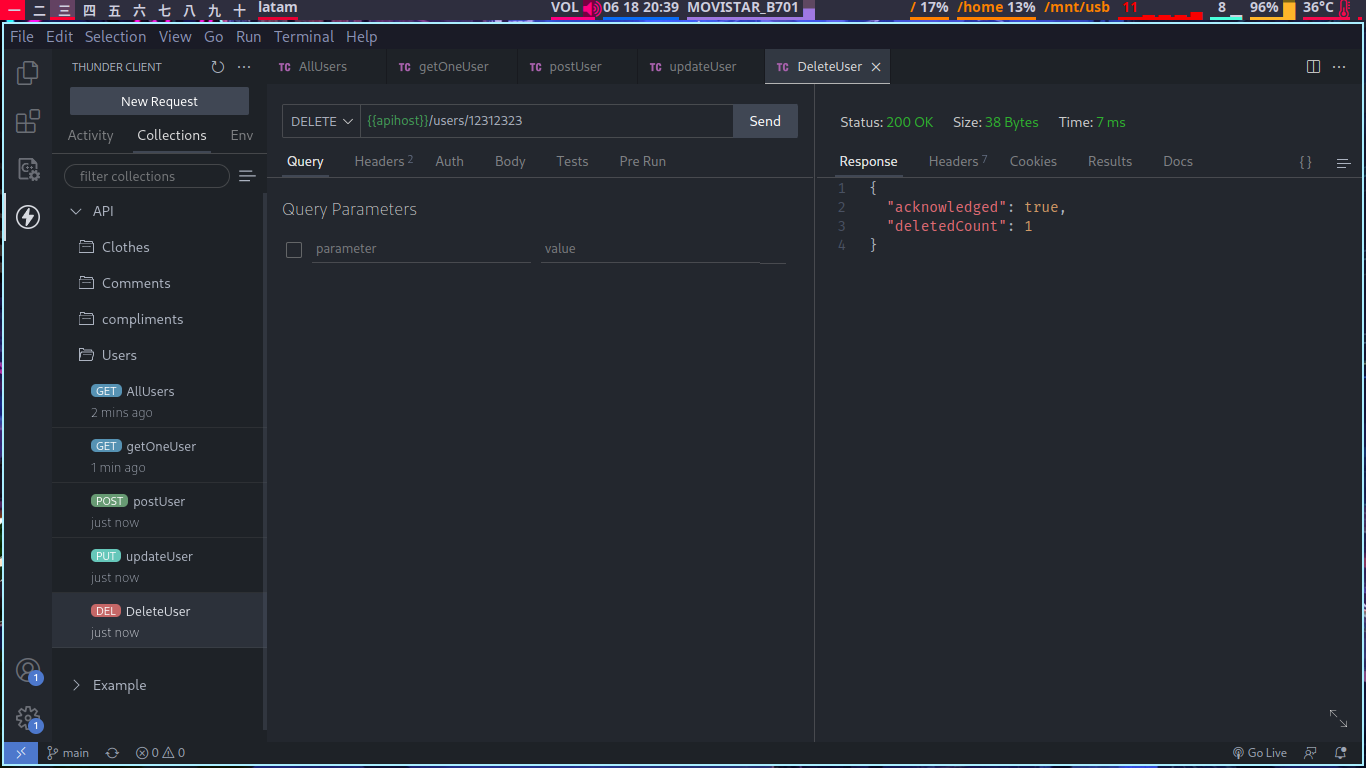 一 二 三 四 五 六 七 八 九 十 latam VOL 06 18 20:39 MOVISTAR_B701 / 17% /home 13% /mnt/usb 11 8 96% 36°C
File Edit Selection View Go Run Terminal Help
THUNDER CLIENT
New Request
Activity Collections Env
filter collections
API
Clothes
Comments
compliments
Users
GET AllUsers
2 mins ago
GET getOneUser
1 min ago
POST postUser
just now
PUT updateUser
just now
DEL DeleteUser
just now
Example
TC AllUsers TC getOneUser TC postUser TC updateUser TC DeleteUser
DELETE {{apihost}}/users/12312323 Send
Query Headers 2 Auth Body Tests Pre Run
Query Parameters
parameter value
Status: 200 OK Size: 38 Bytes Time: 7 ms
Response Headers 7 Cookies Results Docs { }
1 {
2 "acknowledged": true,
3 "deletedCount": 1
4 }
1
1
main 0 0 Go Live